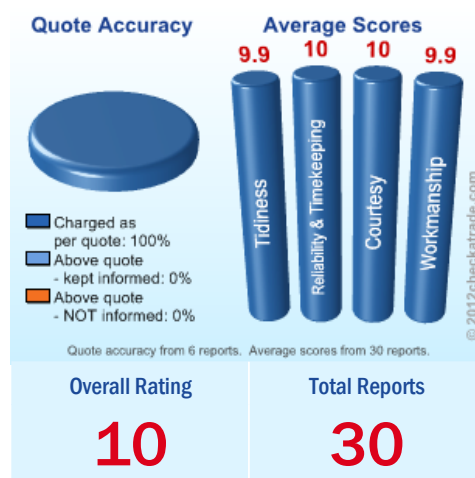 Quote Accuracy
Average Scores
9.9
10
10
9.9
Tidiness
Reliability & Timekeeping
Courtesy
Workmanship
Charged as
per quote: 100%
Above quote
- kept informed: 0%
Above quote
- NOT informed: 0%
© 2012checkatrade.com
Quote accuracy from 6 reports. Average scores from 30 reports.
Overall Rating
Total Reports
10
30